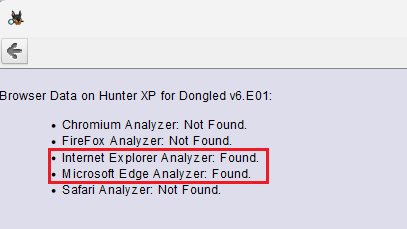 Browser Data on Hunter XP for Dongled v6.E01:
• Chromium Analyzer: Not Found.
• FireFox Analyzer: Not Found.
• Internet Explorer Analyzer: Found.
• Microsoft Edge Analyzer: Found.
• Safari Analyzer: Not Found.